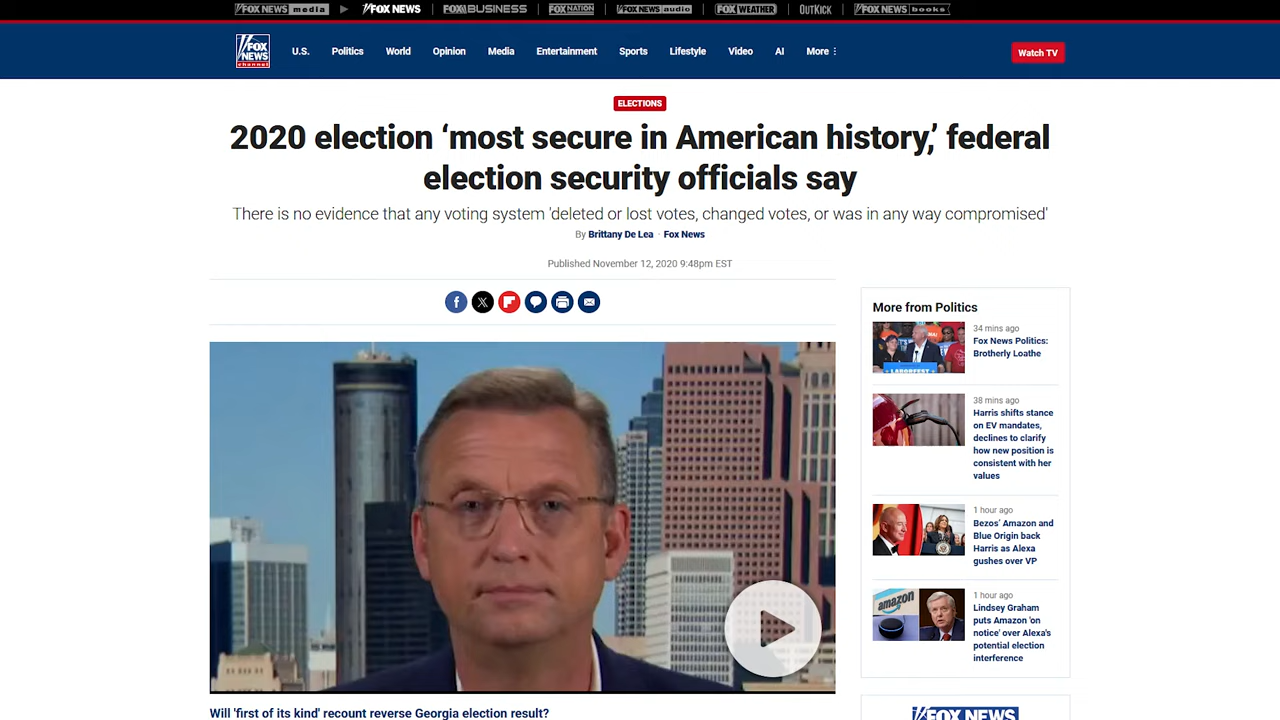 FOX NEWS media FOX NEWS FOX BUSINESS FOX NATION FOX NEWS audio FOX WEATHER OUTKICK FOX NEWS books
FOX NEWS channel
U.S. Politics World Opinion Media Entertainment Sports Lifestyle Video AI More
Watch TV
ELECTIONS
2020 election ‘most secure in American history,’ federal
election security officials say
There is no evidence that any voting system 'deleted or lost votes, changed votes, or was in any way compromised'
By Brittany De Lea · Fox News
Published November 12, 2020 9:48pm EST
More from Politics
34 mins ago
Fox News Politics:
Brotherly Loathe
LABORFEST
38 mins ago
Harris shifts stance
on EV mandates,
declines to clarify
how new position is
consistent with her
values
1 hour ago
Bezos' Amazon and
Blue Origin back
Harris as Alexa
gushes over VP
amazon
1 hour ago
Lindsey Graham
puts Amazon 'on
notice' over Alexa's
potential election
interference
Will 'first of its kind' recount reverse Georgia election result?
FOX NEWS